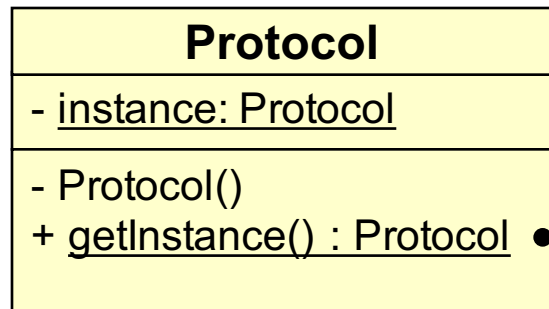 Protocol
- instance: Protocol
- Protocol()
+ getInstance() : Protocol